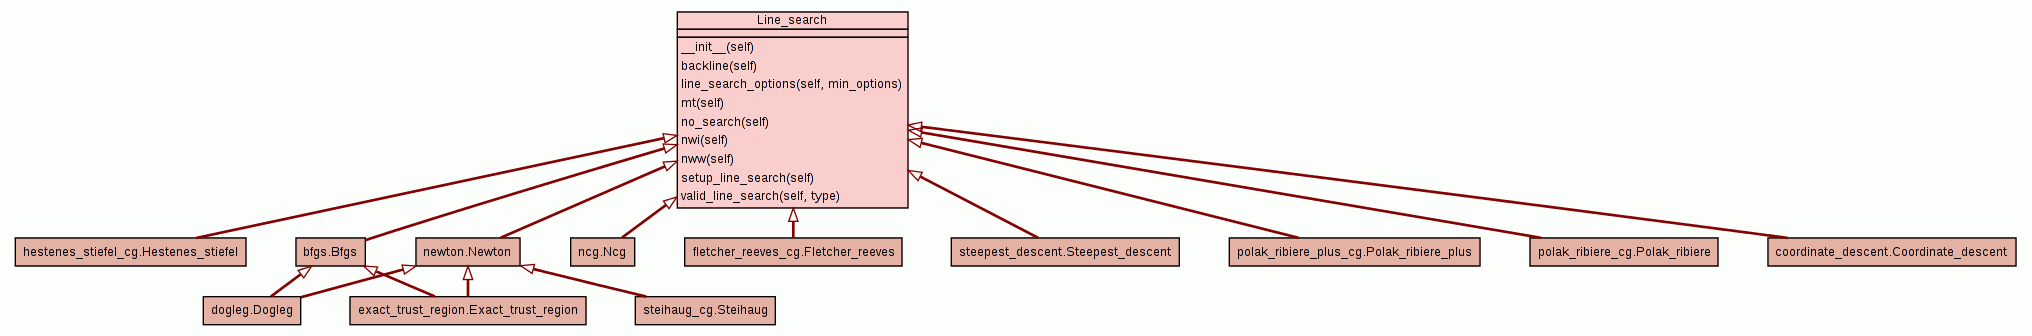 Line_search
__init__(self)
backline(self)
line_search_options(self, min_options)
mt(self)
no_search(self)
nwi(self)
nww(self)
setup_line_search(self)
valid_line_search(self, type)
hestenes_stiefel_cg.Hestenes_stiefel
bfgs.Bfgs
newton.Newton
ncg.Ncg
fletcher_reeves_cg.Fletcher_reeves
steepest_descent.Steepest_descent
polak_ribiere_plus_cg.Polak_ribiere_plus
polak_ribiere_cg.Polak_ribiere
coordinate_descent.Coordinate_descent
dogleg.Dogleg
exact_trust_region.Exact_trust_region
steihaug_cg.Steihaug